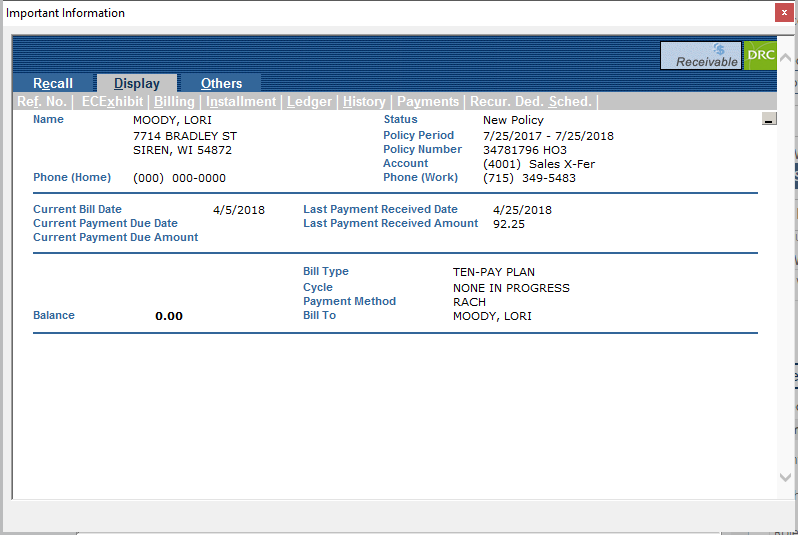 Important Information
x
Receivable DRC
Recall Display Others
Ref. No. | ECExhibit | Billing | Installment | Ledger | History | Payments | Recur. Ded. Sched. |
Name MOODY, LORI Status New Policy
7714 BRADLEY ST Policy Period 7/25/2017 - 7/25/2018
SIREN, WI 54872 Policy Number 34781796 HO3
Account (4001) Sales X-Fer
Phone (Home) (000) 000-0000 Phone (Work) (715) 349-5483
Current Bill Date 4/5/2018 Last Payment Received Date 4/25/2018
Current Payment Due Date Last Payment Received Amount 92.25
Current Payment Due Amount
Bill Type TEN-PAY PLAN
Cycle NONE IN PROGRESS
Payment Method RACH
Balance 0.00 Bill To MOODY, LORI